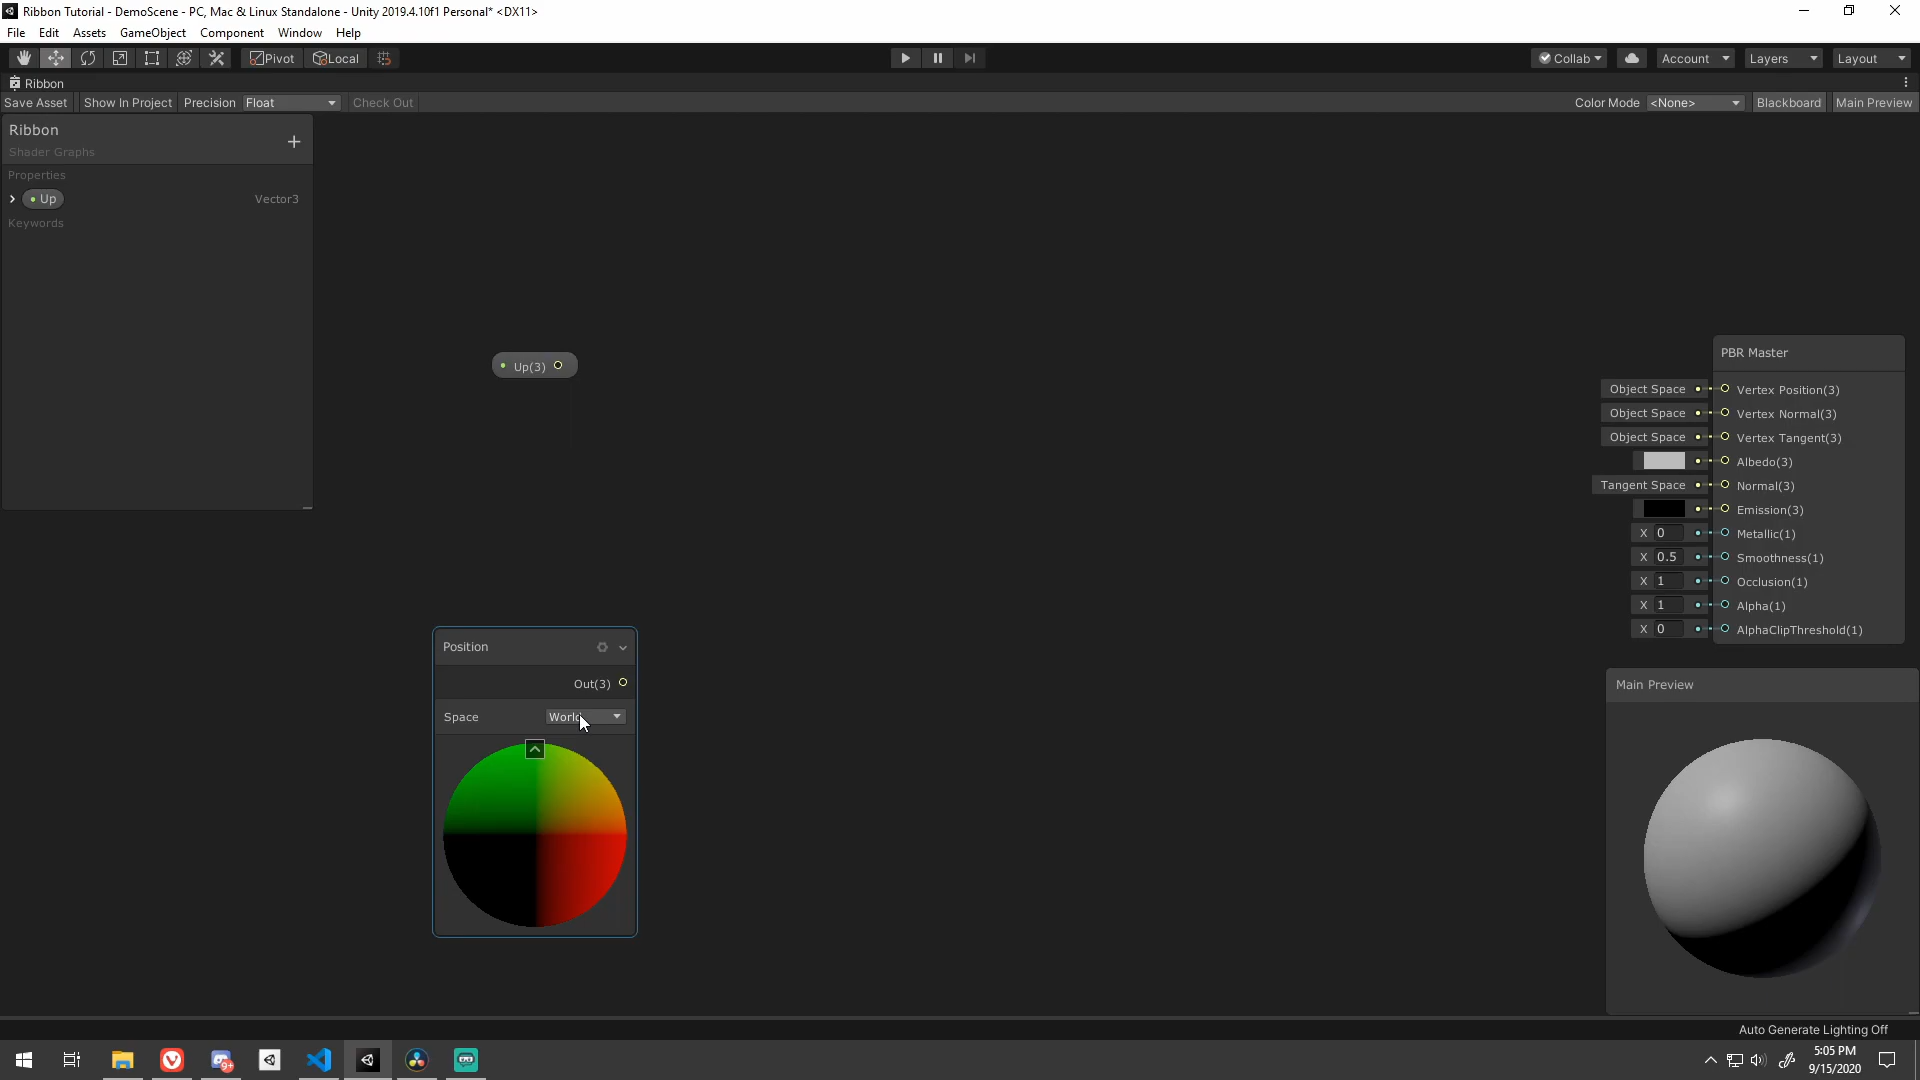 Ribbon Tutorial - DemoScene - PC, Mac & Linux Standalone - Unity 2019.4.10f1 Personal* <DX11>
File Edit Assets GameObject Component Window Help
Pivot Local Collab Account Layers Layout
Ribbon
Save Asset Show In Project Precision Float Check Out Color Mode <None> Blackboard Main Preview
Ribbon
Shader Graphs
Properties
Up Vector3
Keywords
Up(3)
PBR Master
Object Space Vertex Position(3)
Object Space Vertex Normal(3)
Object Space Vertex Tangent(3)
Albedo(3)
Tangent Space Normal(3)
Emission(3)
X 0 Metallic(1)
X 0.5 Smoothness(1)
X 1 Occlusion(1)
X 1 Alpha(1)
X 0 AlphaClipThreshold(1)
Position
Out(3)
Space World
Main Preview
Auto Generate Lighting Off
9+
5:05 PM
9/15/2020